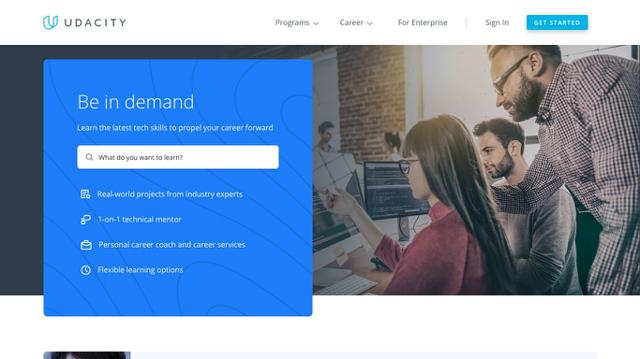 UDACITY
Programs
Career
For Enterprise
Sign In
GET STARTED
Be in demand
Learn the latest tech skills to propel your career forward
What do you want to learn?
Real-world projects from industry experts
1-on-1 technical mentor
Personal career coach and career services
Flexible learning options